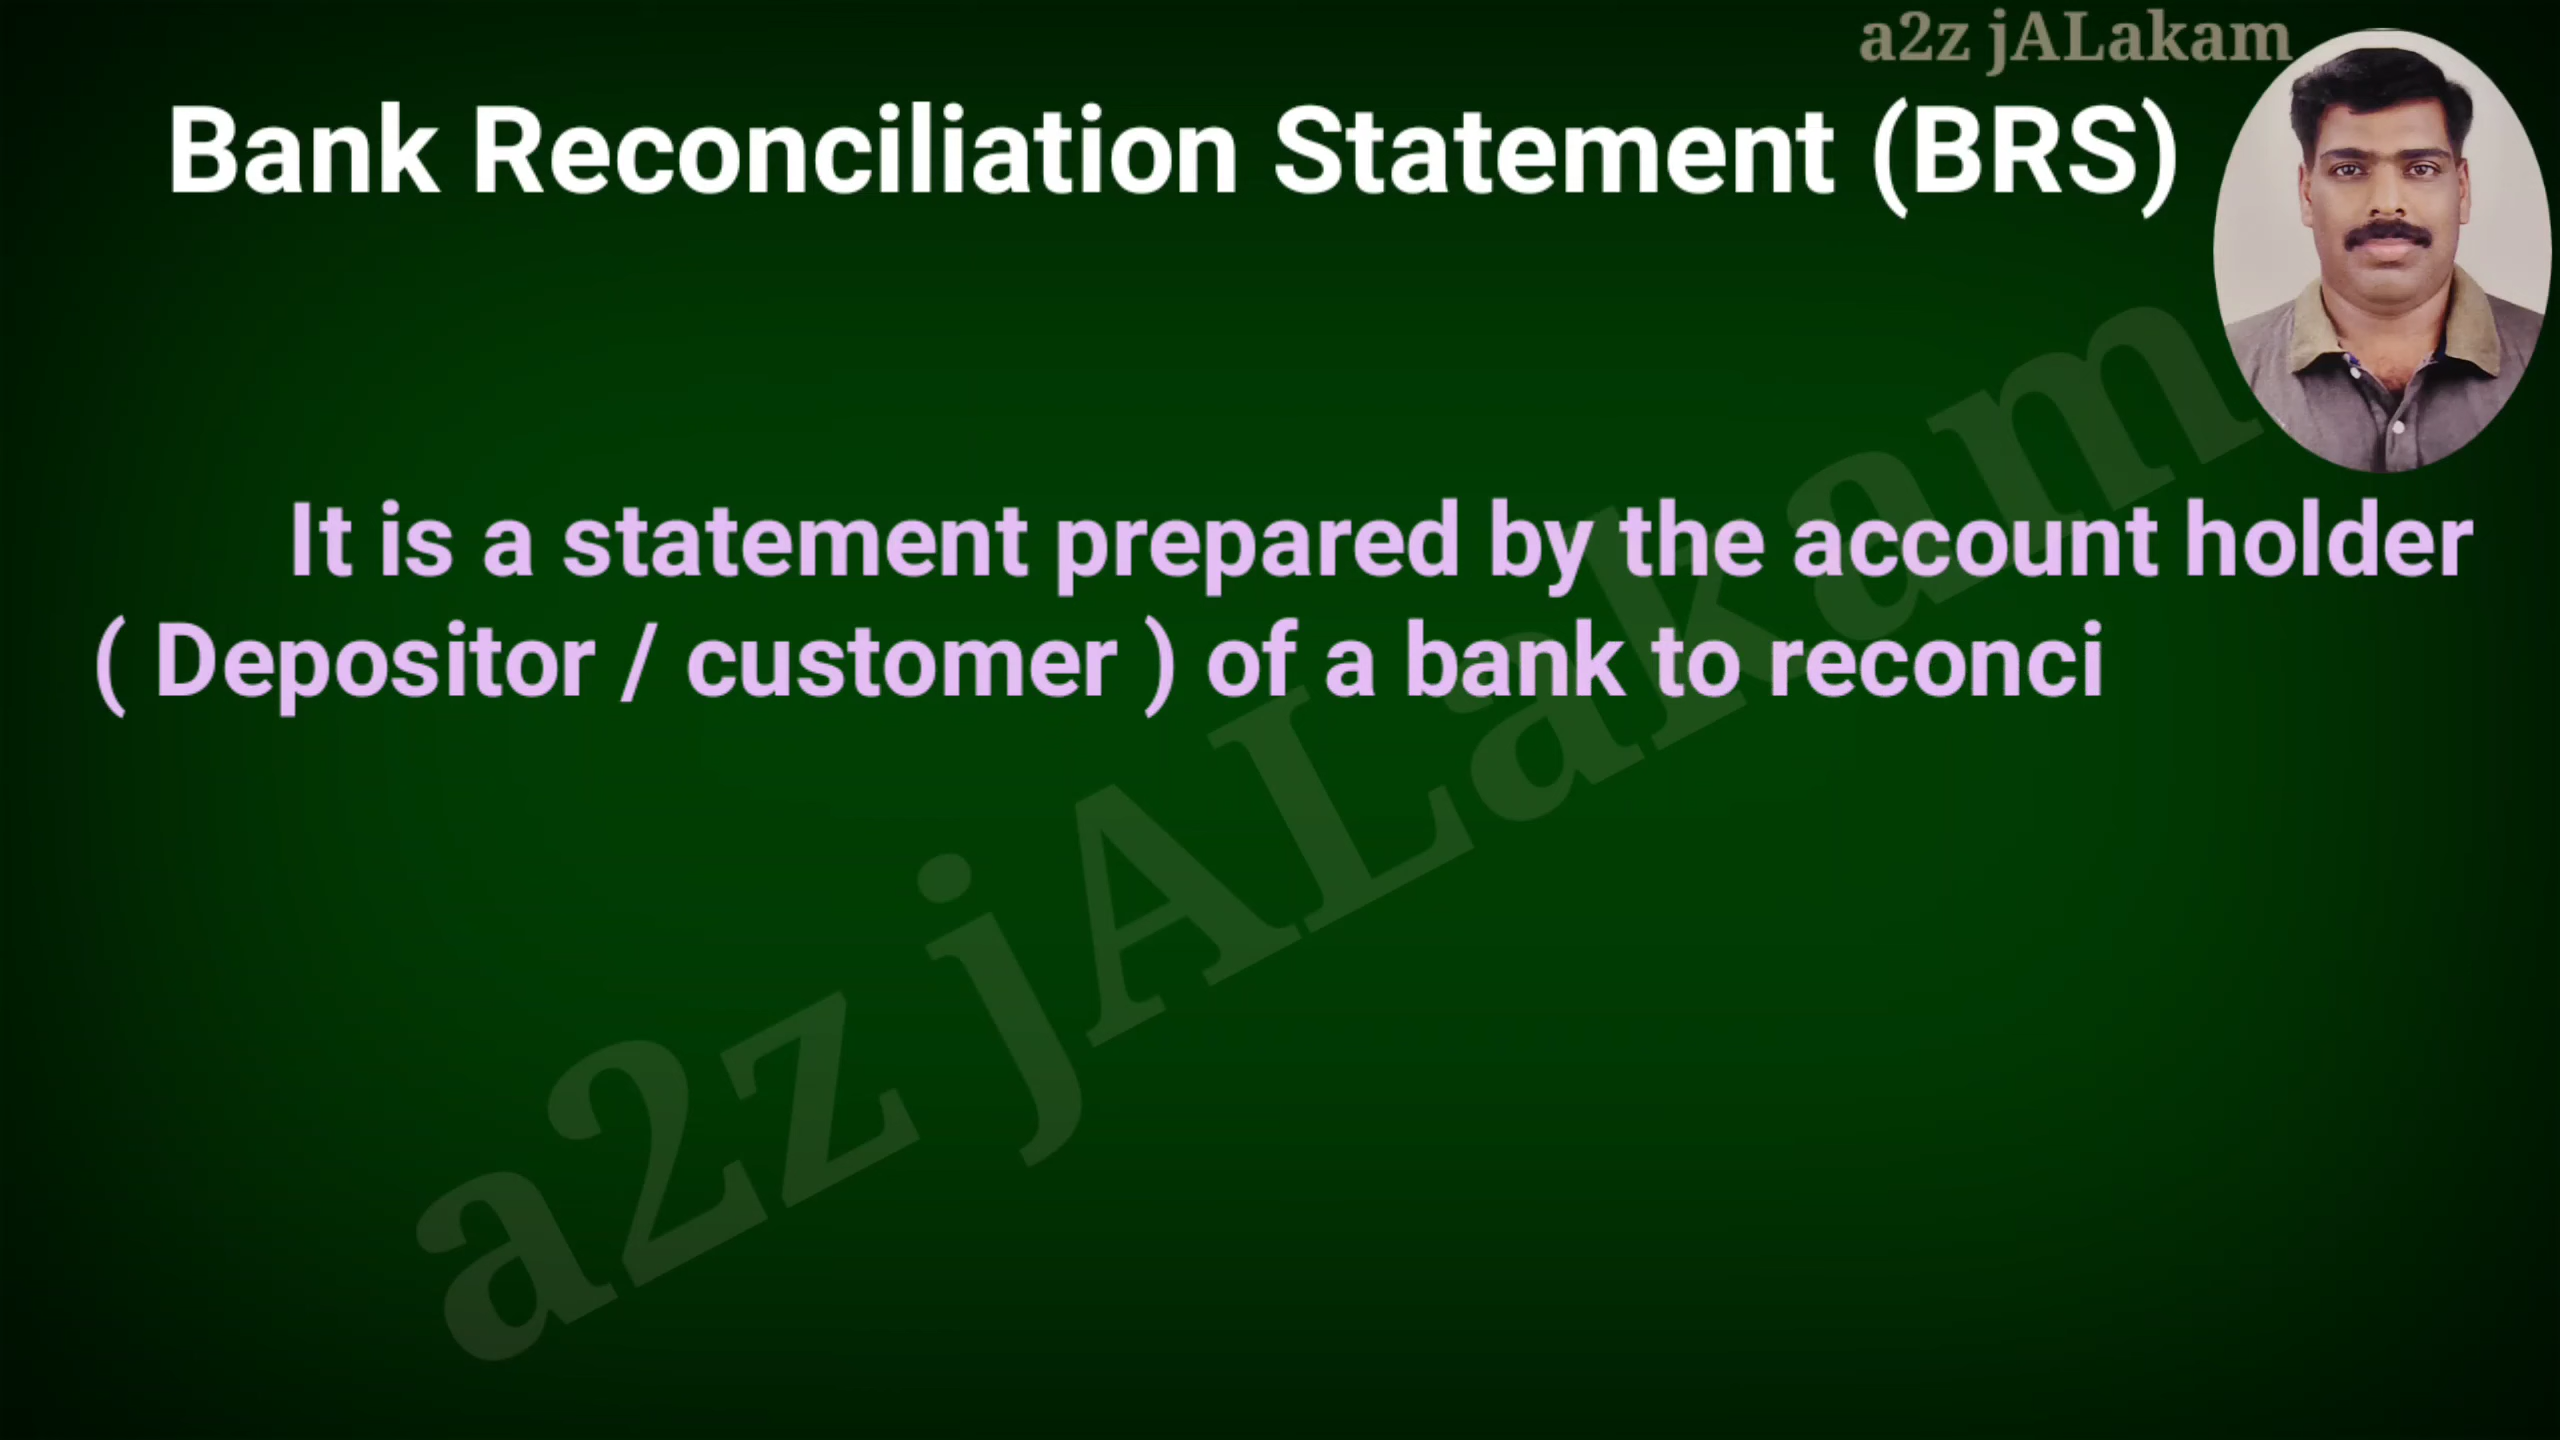 a2z jALakam
Bank Reconciliation Statement (BRS)
It is a statement prepared by the account holder
( Depositor / customer ) of a bank to reconci
a2z jALakam